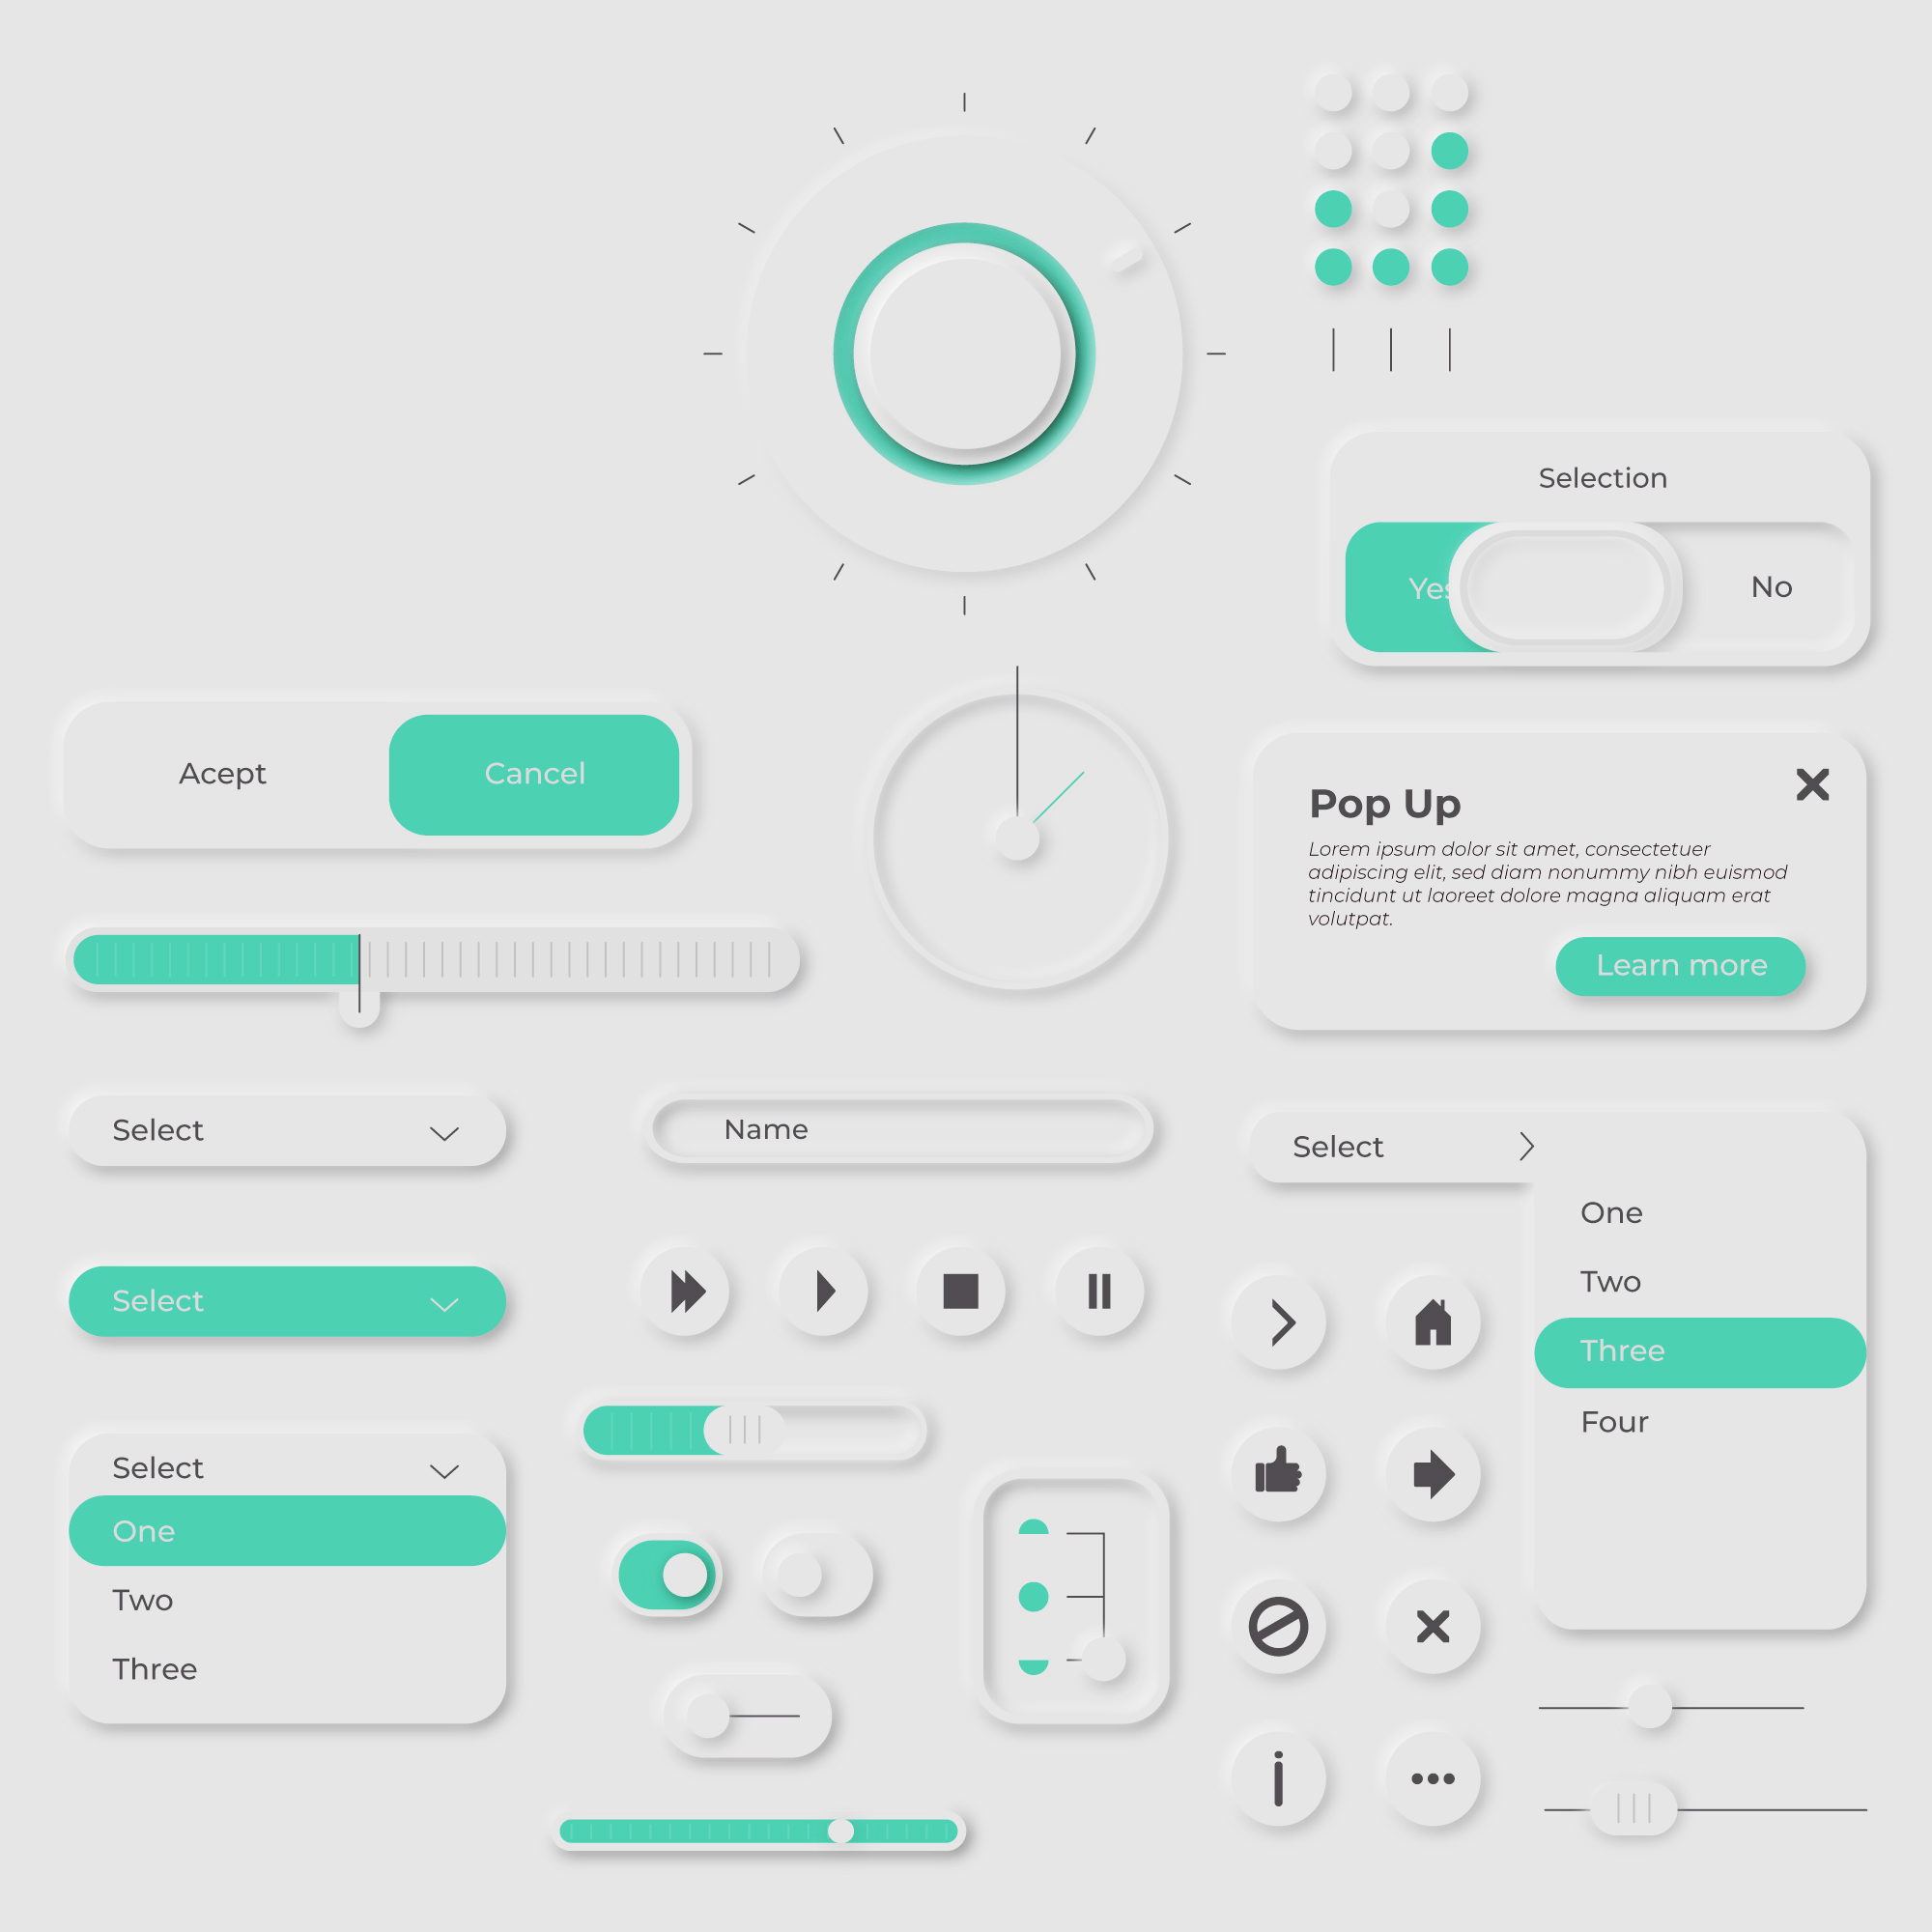 Selection
Yes
No
Acept
Cancel
Pop Up
Lorem ipsum dolor sit amet, consectetuer
adipiscing elit, sed diam nonummy nibh euismod
tincidunt ut laoreet dolore magna aliquam erat
volutpat.
Learn more
Select
Name
Select
One
Two
Three
Four
Select
Select
One
Two
Three